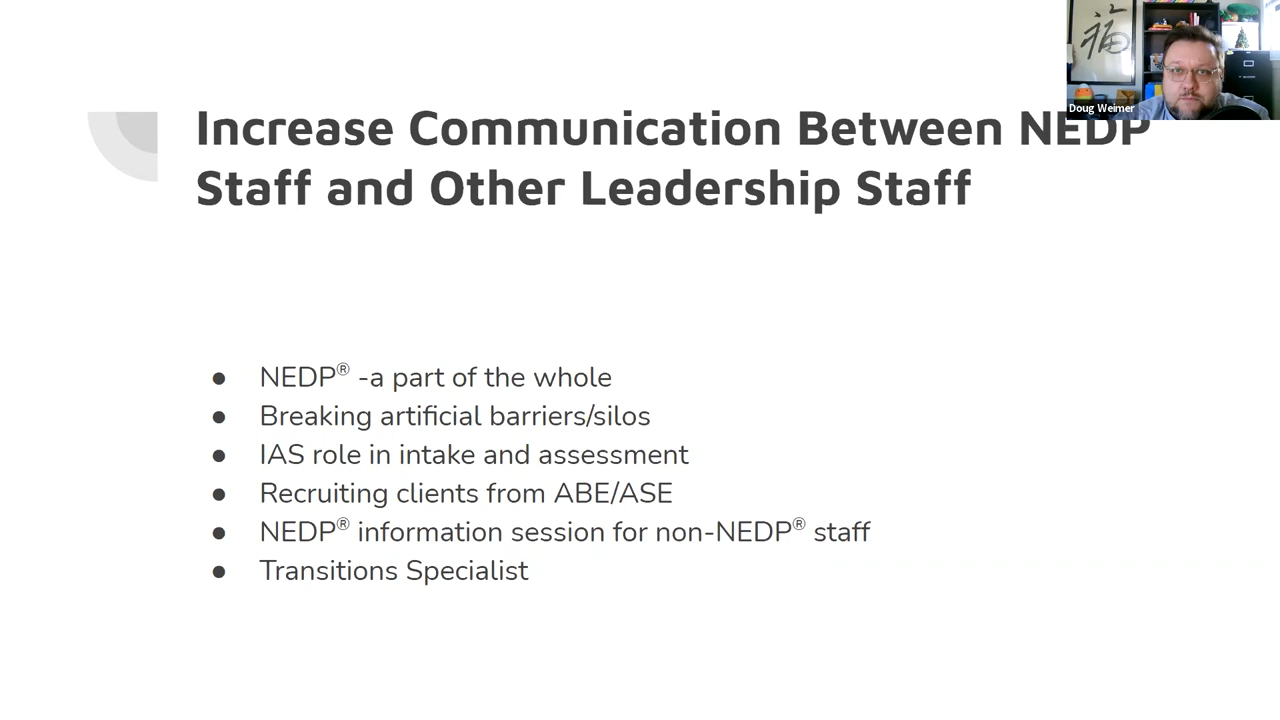 福
Doug Weimer
Increase Communication Between NEDP
Staff and Other Leadership Staff
● NEDP® -a part of the whole
● Breaking artificial barriers/silos
● IAS role in intake and assessment
● Recruiting clients from ABE/ASE
● NEDP® information session for non-NEDP® staff
● Transitions Specialist